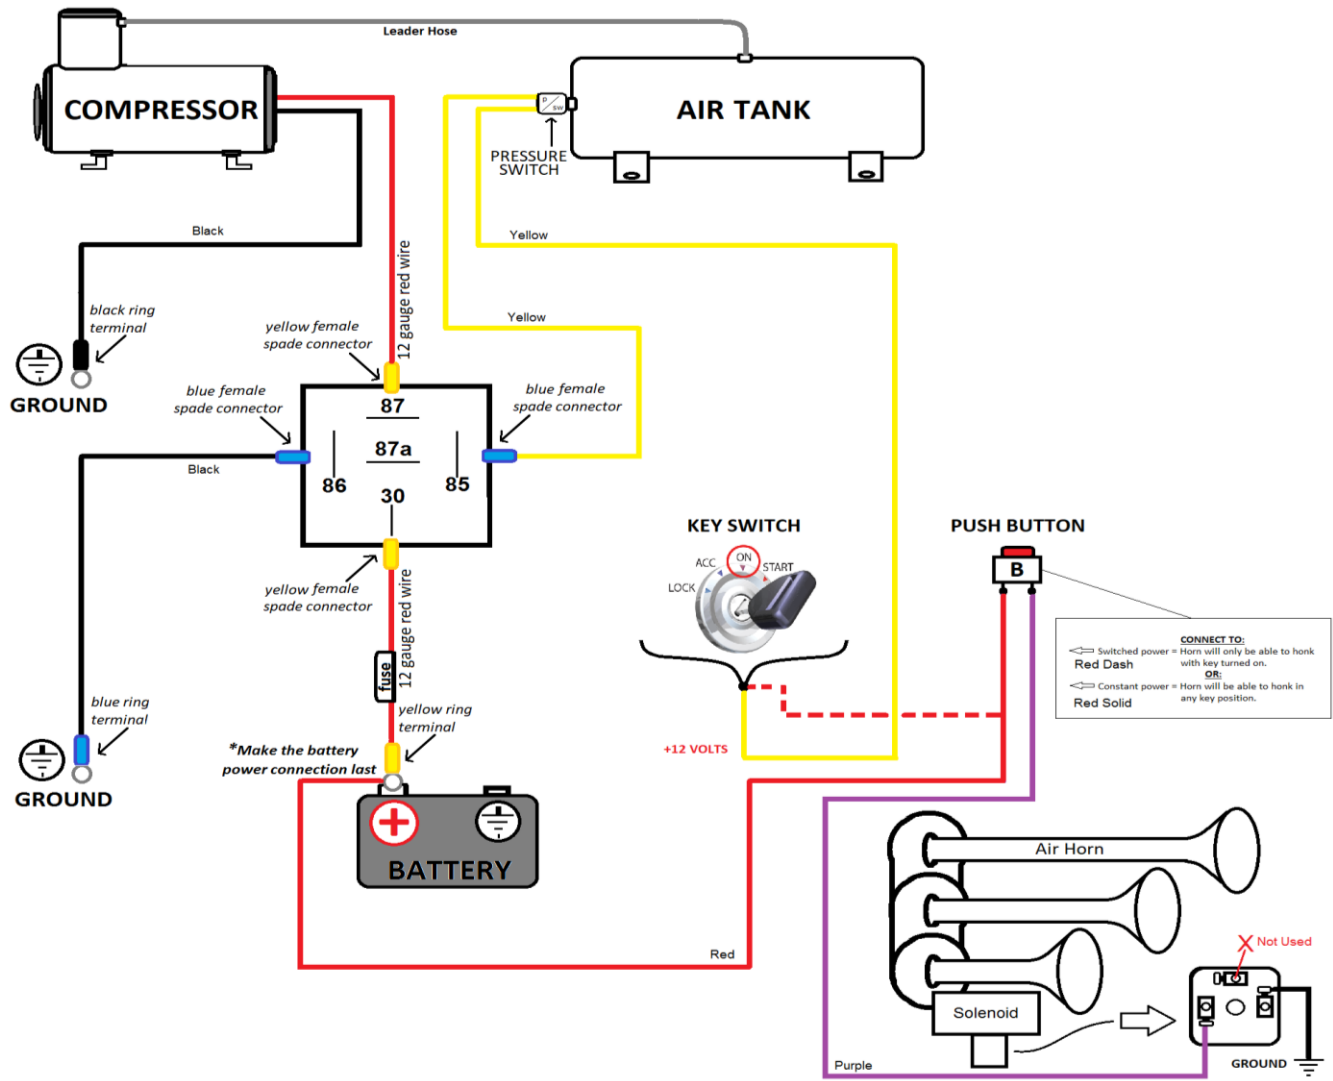 Leader Hose
COMPRESSOR
AIR TANK
P
SW
PRESSURE
SWITCH
Black
Yellow
12 gauge red wire
black ring
terminal
Yellow
yellow female
spade connector
GROUND
blue female
spade connector
blue female
spade connector
87
87a
86
85
30
Black
KEY SWITCH
PUSH BUTTON
ACC
ON
START
LOCK
B
yellow female
spade connector
12 gauge red wire
fuse
CONNECT TO:
Switched power = Horn will only be able to honk
Red Dash
with key turned on.
OR:
Constant power = Horn will be able to honk in
Red Solid
any key position.
blue ring
terminal
yellow ring
terminal
+12 VOLTS
*Make the battery
power connection last
GROUND
BATTERY
Air Horn
Red
Not Used
Solenoid
Purple
GROUND